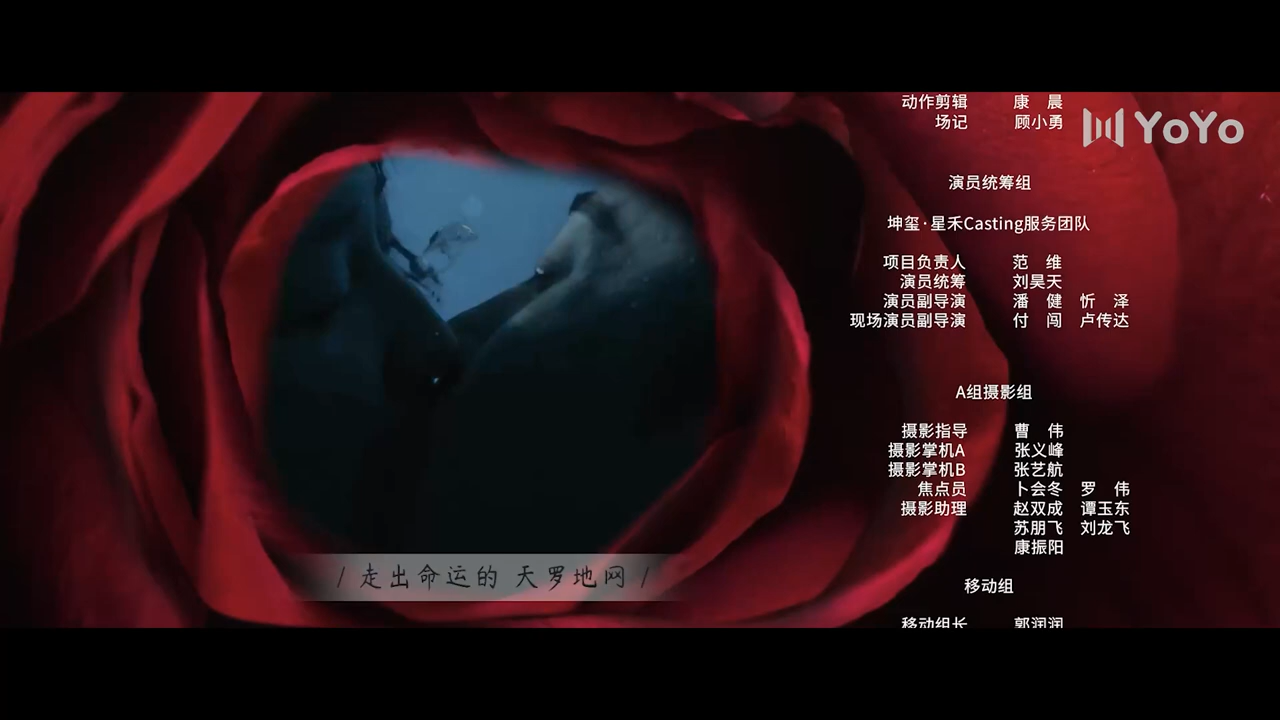 动作剪辑 康 晨
场记 顾小勇
YoYo
演员统筹组
坤玺·星禾Casting服务团队
项目负责人 范 维
演员统筹 刘昊天
演员副导演 潘 健 忻 泽
现场演员副导演 付 闯 卢传达
A组摄影组
摄影指导 曹 伟
摄影掌机A 张义峰
摄影掌机B 张艺航
焦点员 卜会冬 罗 伟
摄影助理 赵双成 谭玉东
苏朋飞 刘龙飞
康振阳
/ 走出命运的 天罗地网 /
移动组
移动组长 郭润润